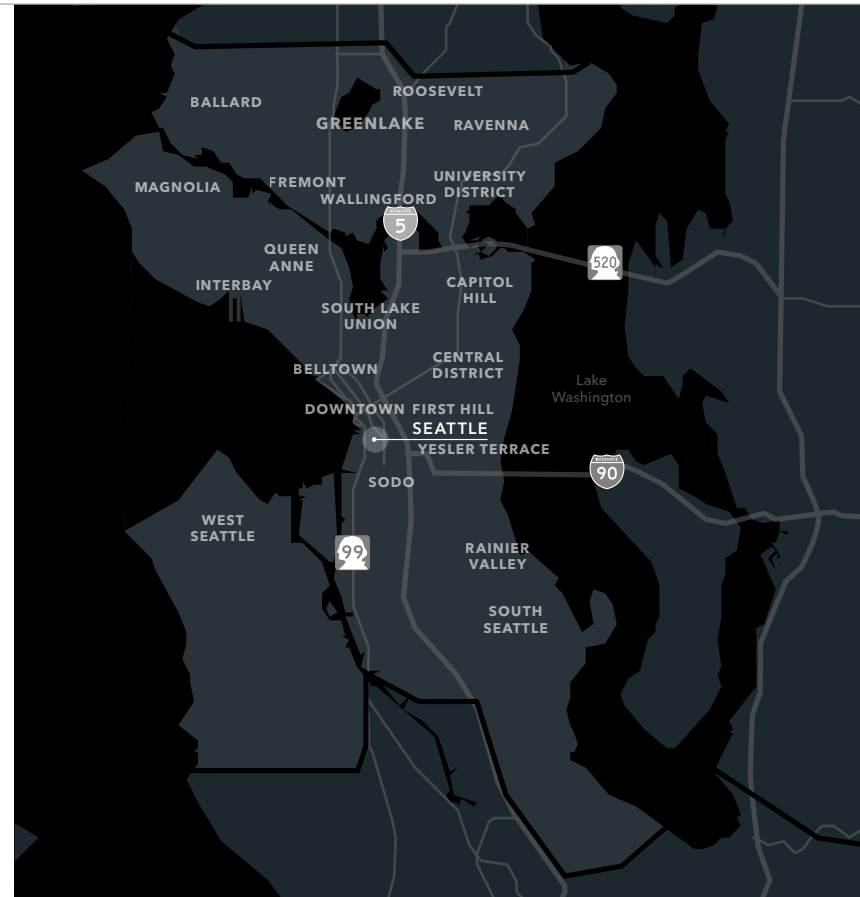 ROOSEVELT
BALLARD
GREENLAKE
RAVENNA
UNIVERSITY
DISTRICT
FREMONT
MAGNOLIA
WALLINGFORD
INTERSTATE
5
QUEEN
ANNE
520
INTERBAY
CAPITOL
HILL
SOUTH LAKE
UNION
CENTRAL
DISTRICT
BELLTOWN
Lake
Washington
DOWNTOWN
FIRST HILL
SEATTLE
YESLER TERRACE
INTERSTATE
90
SODO
WEST
SEATTLE
99
RAINIER
VALLEY
SOUTH
SEATTLE